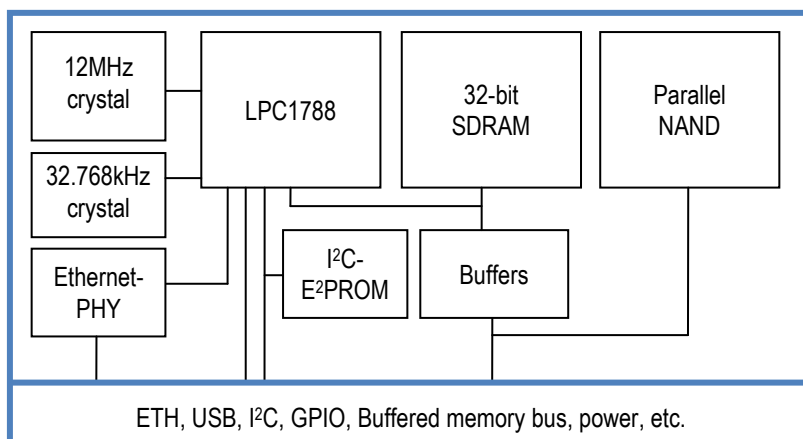 12MHz
crystal
LPC1788
32-bit
SDRAM
Parallel
NAND
32.768kHz
crystal
Ethernet-
PHY
I²C-
E²PROM
Buffers
ETH, USB, I²C, GPIO, Buffered memory bus, power, etc.